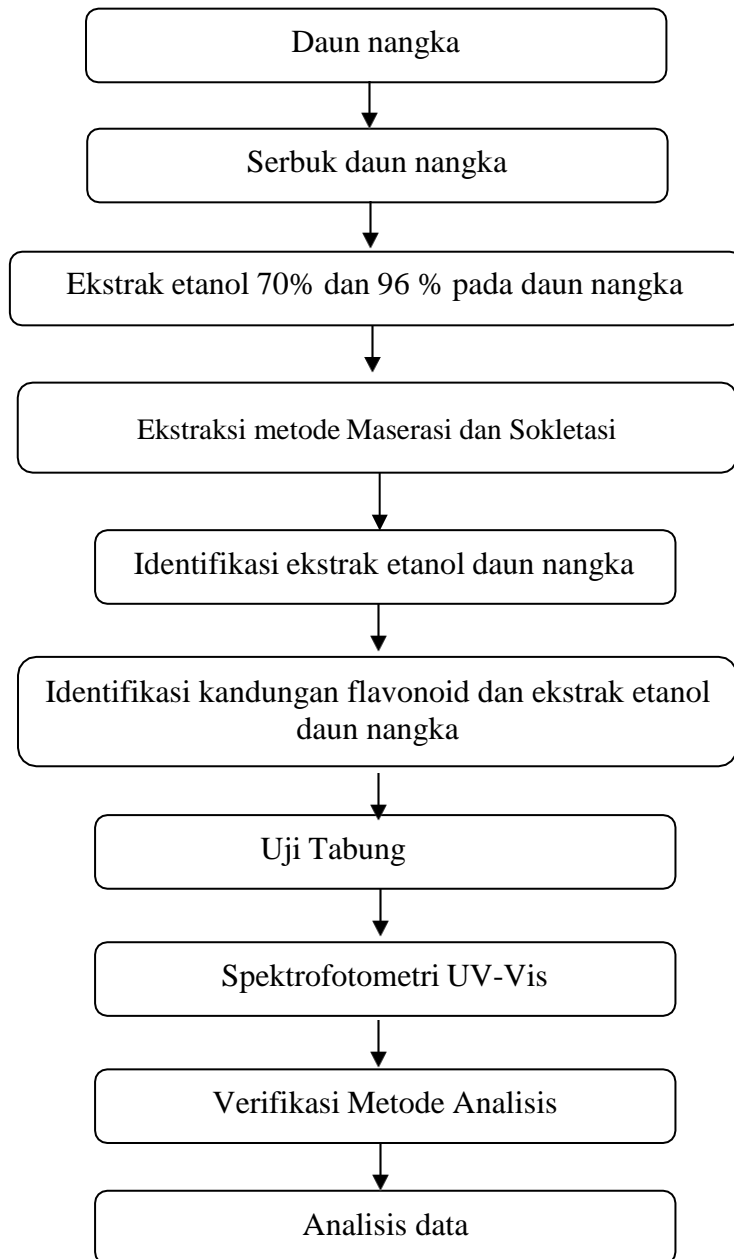 Daun nangka
Serbuk daun nangka
Ekstrak etanol 70% dan 96 % pada daun nangka
Ekstraksi metode Maserasi dan Sokletasi
Identifikasi ekstrak etanol daun nangka
Identifikasi kandungan flavonoid dan ekstrak etanol
daun nangka
Uji Tabung
Spektrofotometri UV-Vis
Verifikasi Metode Analisis
Analisis data